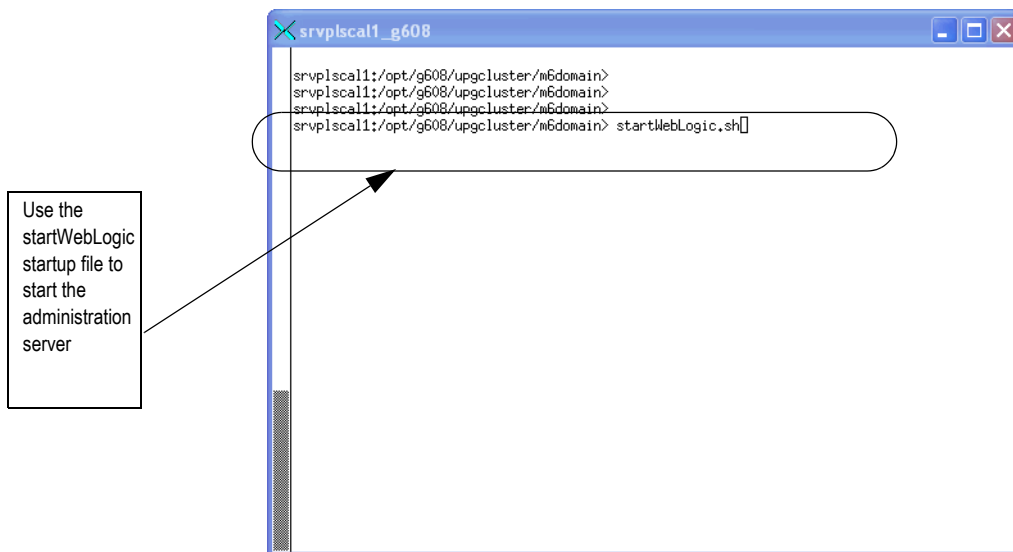 srvplscal1_g608
srvplscal1:/opt/g608/upgcluster/m6domain>
srvplscal1:/opt/g608/upgcluster/m6domain>
srvplscal1:/opt/g608/upgcluster/m6domain>
srvplscal1:/opt/g608/upgcluster/m6domain> startWebLogic.sh
Use the
startWebLogic
startup file to
start the
administration
server